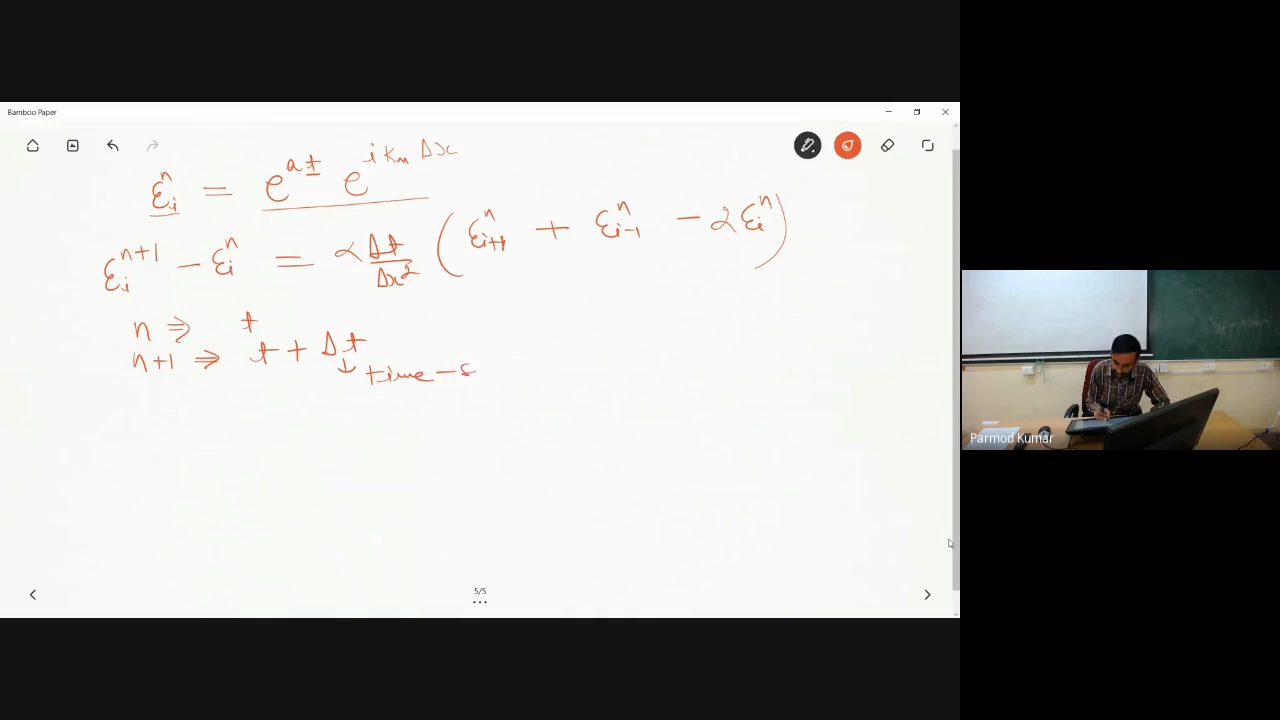 Bamboo Paper
ε_i^n = e^{at} e^{i k_m Δx}
ε_i^{n+1} - ε_i^n = α Δt/Δx² (ε_{i+1}^n + ε_{i-1}^n - 2ε_i^n)
n ⇒ t
n+1 ⇒ t + Δt
↓ time-s
Parmod Kumar
5/5